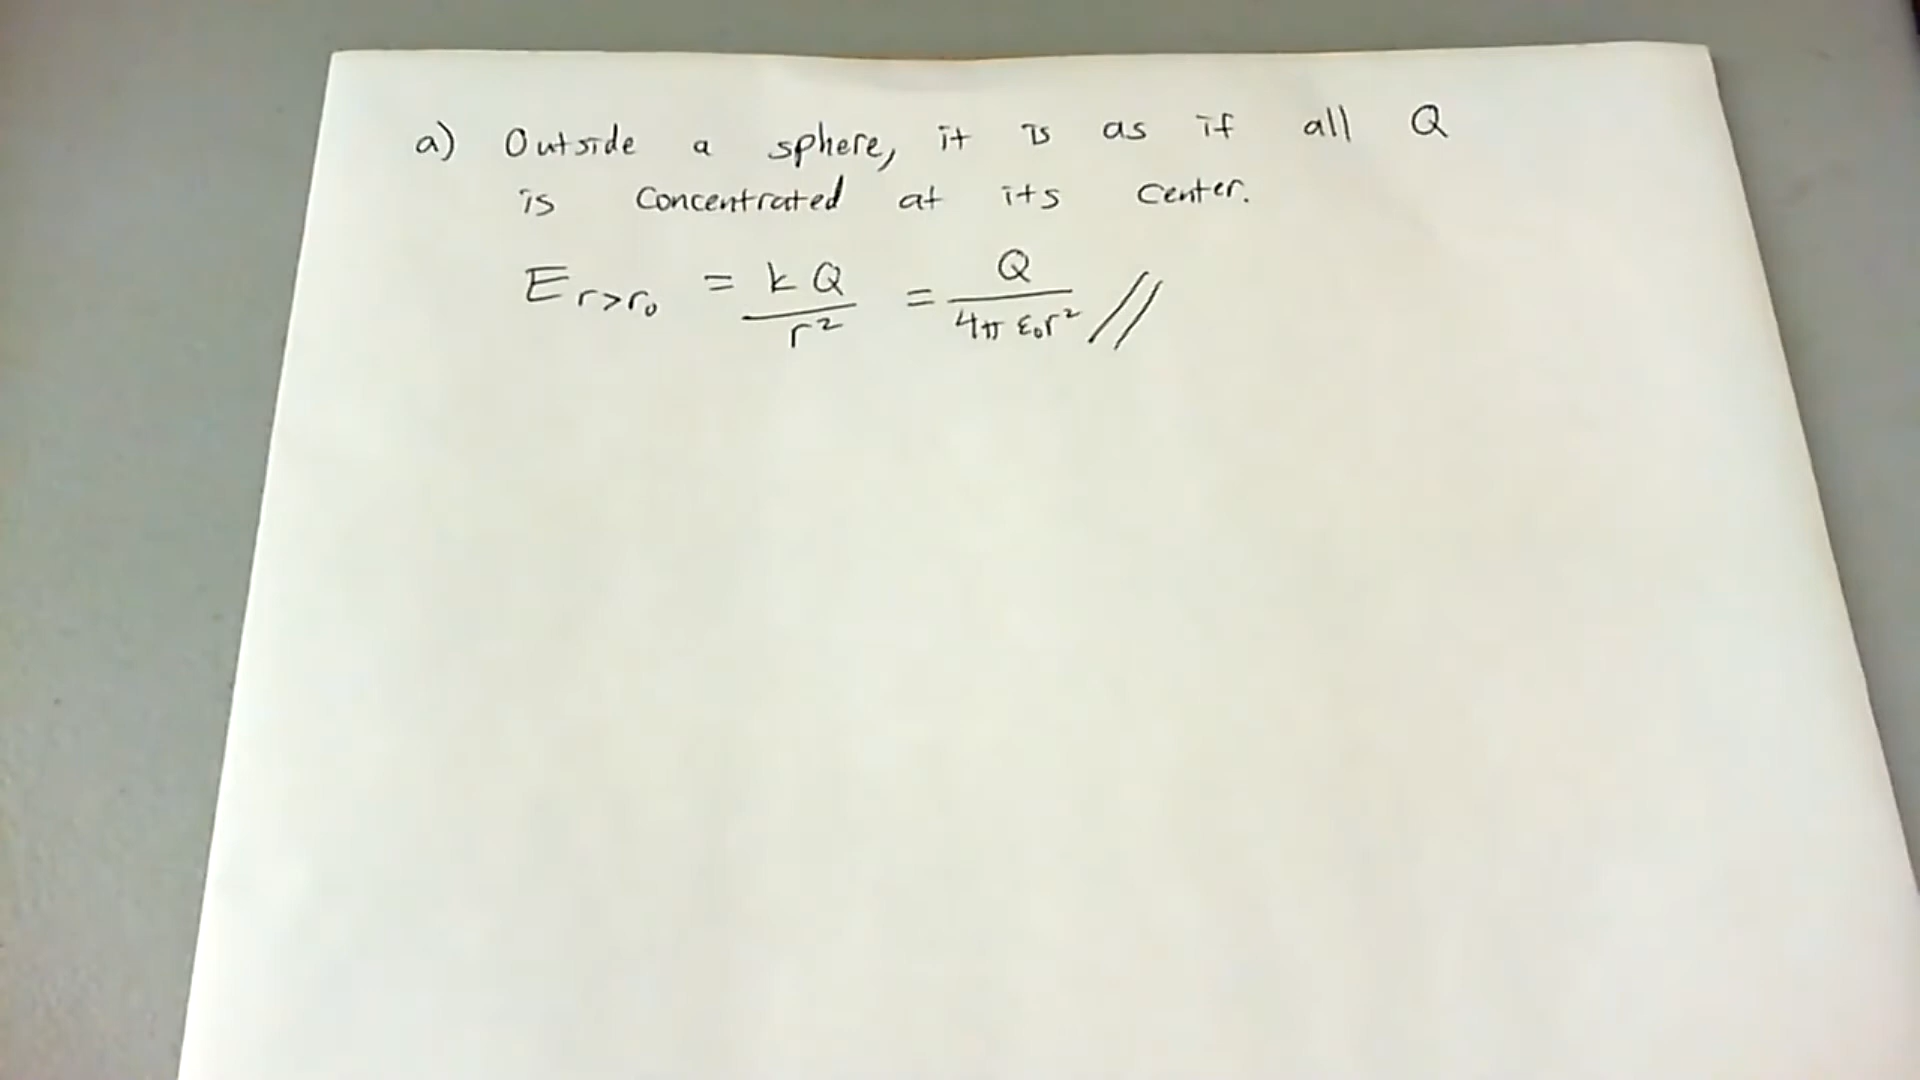 a) Outside a sphere, it is as if all Q
is concentrated at its center.
E r>r₀ = kQ/r² = Q/4π ε₀r² //